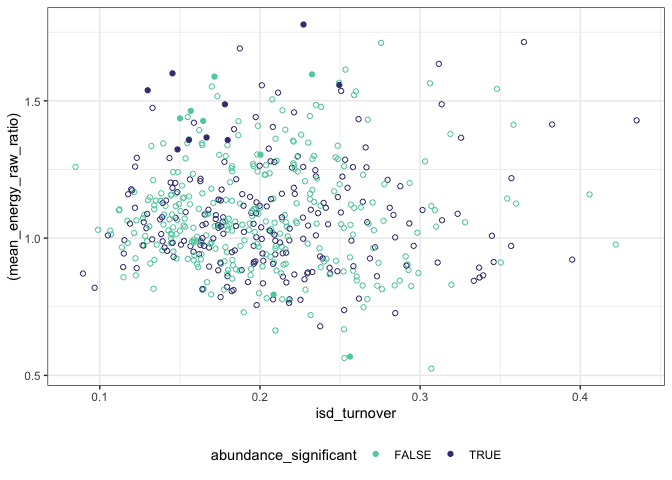 (mean_energy_raw_ratio)
1.5
1.0
0.5
0.1
0.2
0.3
0.4
isd_turnover
abundance_significant
FALSE
TRUE